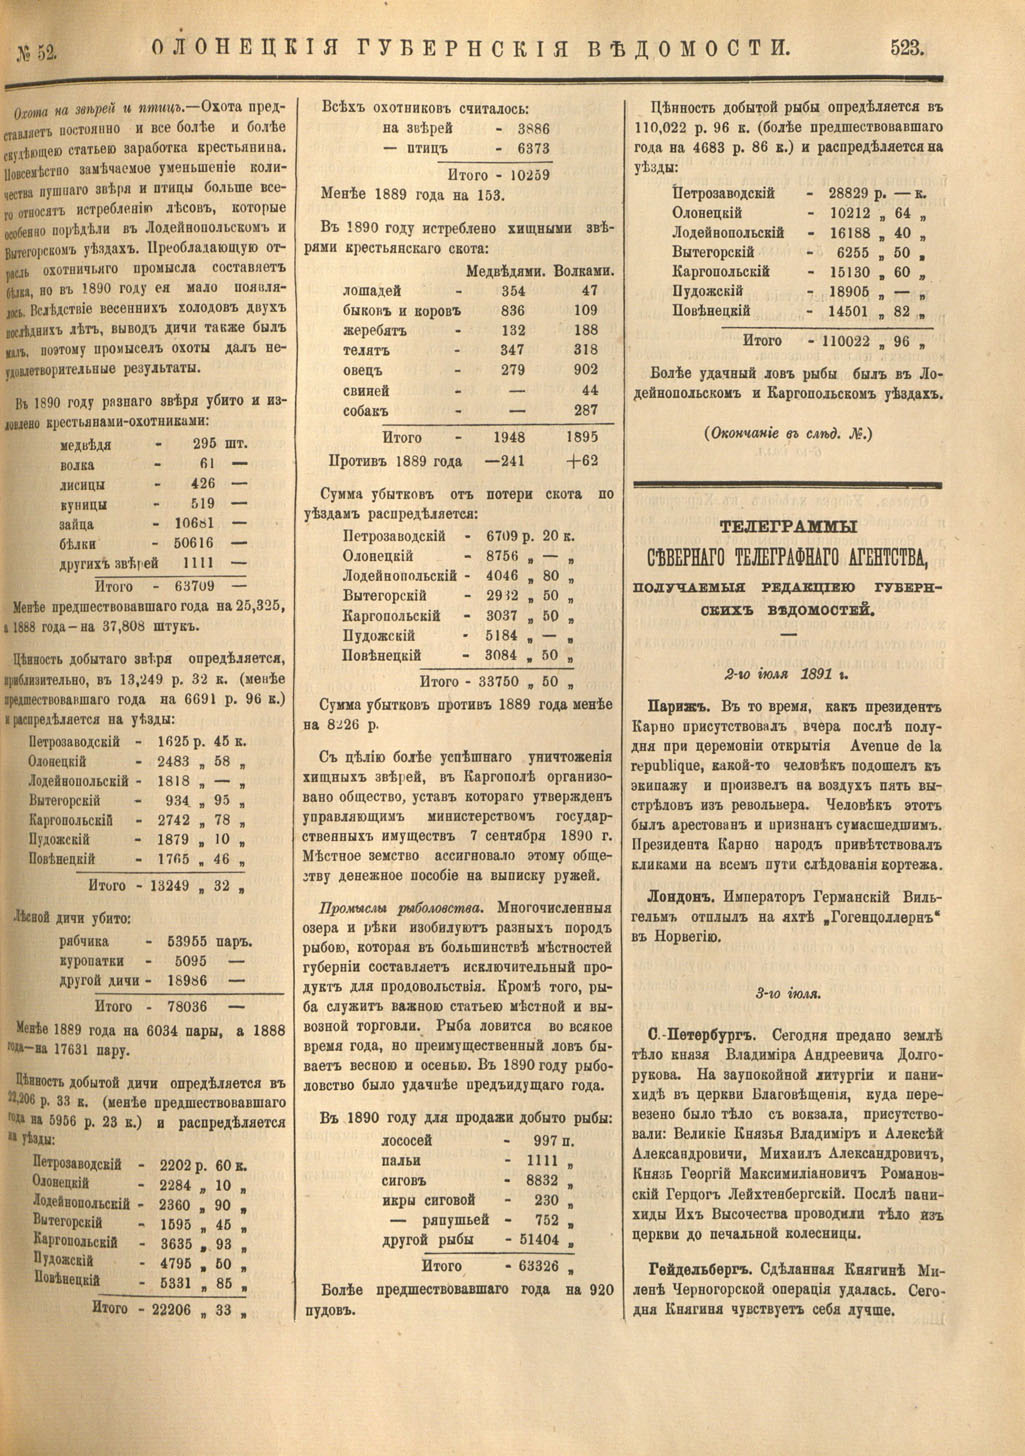 № 52.
ОЛОНЕЦКІЯ ГУБЕРНСКІЯ ВѢДОМОСТИ.
523.
Охота на звѣрей и птицъ.—Охота пред-
ставляетъ постоянно и все болѣе и болѣе
скудѣющею статьею заработка крестьянина.
Повсемѣстно замѣчаемое уменьшеніе коли-
чества пушнаго звѣря и птицы больше все-
го относятъ истребленію лѣсовъ, которые
особенно порѣдѣли въ Лодейнопольскомъ и
Вытегорскомъ уѣздахъ. Преобладающую от-
расль охотничьяго промысла составляетъ
бѣлка, но въ 1890 году ея мало появля-
лось. Вслѣдствіе весеннихъ холодовъ двухъ
послѣднихъ лѣтъ, выводъ дичи также былъ
малъ, поэтому промыселъ охоты далъ не-
удовлетворительные результаты.
Въ 1890 году разнаго звѣря убито и из-
ловлено крестьянами-охотниками:
медвѣдя - 295 шт.
волка - 61 —
лисицы - 426 —
куницы - 519 —
зайца - 10681 —
бѣлки - 50616 —
другихъ звѣрей 1111 —
Итого - 63709 —
Менѣе предшествовавшаго года на 25,325,
а 1888 года—на 37,808 штукъ.
Цѣнность добытаго звѣря опредѣляется,
приблизительно, въ 13,249 р. 32 к. (менѣе
предшествовавшаго года на 6691 р. 96 к.)
и распредѣляется на уѣзды:
Петрозаводскій - 1625 р. 45 к.
Олонецкій - 2483 „ 58 „
Лодейнопольскій - 1818 „ — „
Вытегорскій - 934 „ 95 „
Каргопольскій - 2742 „ 78 „
Пудожскій - 1879 „ 10 „
Повѣнецкій - 1765 „ 46 „
Итого - 13249 „ 32 „
Лѣсной дичи убито:
рябчика - 53955 паръ.
куропатки - 5095 —
другой дичи - 18986 —
Итого - 78036 —
Менѣе 1889 года на 6034 пары, а 1888
года—на 17631 пару.
Цѣнность добытой дичи опредѣляется въ
22,206 р. 33 к. (менѣе предшествовавшаго
года на 5956 р. 23 к.) и распредѣляется
на уѣзды:
Петрозаводскій - 2202 р. 60 к.
Олонецкій - 2284 „ 10 „
Лодейнопольскій - 2360 „ 90 „
Вытегорскій - 1595 „ 45 „
Каргопольскій - 3635 „ 93 „
Пудожскій - 4795 „ 50 „
Повѣнецкій - 5331 „ 85 „
Итого - 22206 „ 33 „
Всѣхъ охотниковъ считалось:
на звѣрей - 3886
— птицъ - 6373
Итого - 10259
Менѣе 1889 года на 153.
Въ 1890 году истреблено хищными звѣ-
рями крестьянскаго скота:
Медвѣдями. Волками.
лошадей - 354 47
быковъ и коровъ 836 109
жеребятъ - 132 188
телятъ - 347 318
овецъ - 279 902
свиней - — 44
собакъ - — 287
Итого - 1948 1895
Противъ 1889 года —241 +62
Сумма убытковъ отъ потери скота по
уѣздамъ распредѣляется:
Петрозаводскій - 6709 р. 20 к.
Олонецкій - 8756 „ — „
Лодейнопольскій - 4046 „ 80 „
Вытегорскій - 2932 „ 50 „
Каргопольскій - 3037 „ 50 „
Пудожскій - 5184 „ — „
Повѣнецкій - 3084 „ 50 „
Итого - 33750 „ 50 „
Сумма убытковъ противъ 1889 года менѣе
на 8226 р.
Съ цѣлію болѣе успѣшнаго уничтоженія
хищныхъ звѣрей, въ Каргополѣ организо-
вано общество, уставъ котораго утвержденъ
управляющимъ министерствомъ государ-
ственныхъ имуществъ 7 сентября 1890 г.
Мѣстное земство ассигновало этому обще-
ству денежное пособіе на выписку ружей.
Промыслы рыболовства. Многочисленныя
озера и рѣки изобилуютъ разныхъ породъ
рыбою, которая въ большинствѣ мѣстностей
губерніи составляетъ исключительный про-
дуктъ для продовольствія. Кромѣ того, ры-
ба служитъ важною статьею мѣстной и вы-
возной торговли. Рыба ловится во всякое
время года, но преимущественный ловъ бы-
ваетъ весною и осенью. Въ 1890 году рыбо-
ловство было удачнѣе предъидущаго года.
Въ 1890 году для продажи добыто рыбы:
лососей - 997 п.
пальи - 1111 „
сиговъ - 8832 „
икры сиговой - 230 „
— ряпушьей - 752 „
другой рыбы - 51404 „
Итого - 63326 „
Болѣе предшествовавшаго года на 920
пудовъ.
Цѣнность добытой рыбы опредѣляется въ
110,022 р. 96 к. (болѣе предшествовавшаго
года на 4683 р. 86 к.) и распредѣляется на
уѣзды:
Петрозаводскій - 28829 р. — к.
Олонецкій - 10212 „ 64 „
Лодейнопольскій - 16188 „ 40 „
Вытегорскій - 6255 „ 50 „
Каргопольскій - 15130 „ 60 „
Пудожскій - 18905 „ — „
Повѣнецкій - 14501 „ 82 „
Итого - 110022 „ 96 „
Болѣе удачный ловъ рыбы былъ въ Ло-
дейнопольскомъ и Каргопольскомъ уѣздахъ.
(Окончаніе въ слѣд. №.)
ТЕЛЕГРАММЫ
СѢВЕРНАГО ТЕЛЕГРАФНАГО АГЕНТСТВА,
ПОЛУЧАЕМЫЯ РЕДАКЦІЕЮ ГУБЕРН-
СКИХЪ ВѢДОМОСТЕЙ.
2-го іюля 1891 г.
Парижъ. Въ то время, какъ президентъ
Карно присутствовалъ вчера послѣ полу-
дня при церемоніи открытія Avenue de la
republique, какой-то человѣкъ подошелъ къ
экипажу и произвелъ на воздухъ пять вы-
стрѣловъ изъ револьвера. Человѣкъ этотъ
былъ арестованъ и признанъ сумасшедшимъ.
Президента Карно народъ привѣтствовалъ
кликами на всемъ пути слѣдованія кортежа.
Лондонъ. Императоръ Германскій Виль-
гельмъ отплылъ на яхтѣ „Гогенцоллернъ“
въ Норвегію.
3-го іюля.
С.-Петербургъ. Сегодня предано землѣ
тѣло князя Владиміра Андреевича Долго-
рукова. На заупокойной литургіи и пани-
хидѣ въ церкви Благовѣщенія, куда пере-
везено было тѣло съ вокзала, присутство-
вали: Великіе Князья Владиміръ и Алексѣй
Александровичи, Михаилъ Александровичъ,
Князь Георгій Максимиліановичъ Романов-
скій Герцогъ Лейхтенбергскій. Послѣ пани-
хиды Ихъ Высочества проводили тѣло изъ
церкви до печальной колесницы.
Гейдельбергъ. Сдѣланная Княгинѣ Ми-
ленѣ Черногорской операція удалась. Сего-
дня Княгиня чувствуетъ себя лучше.